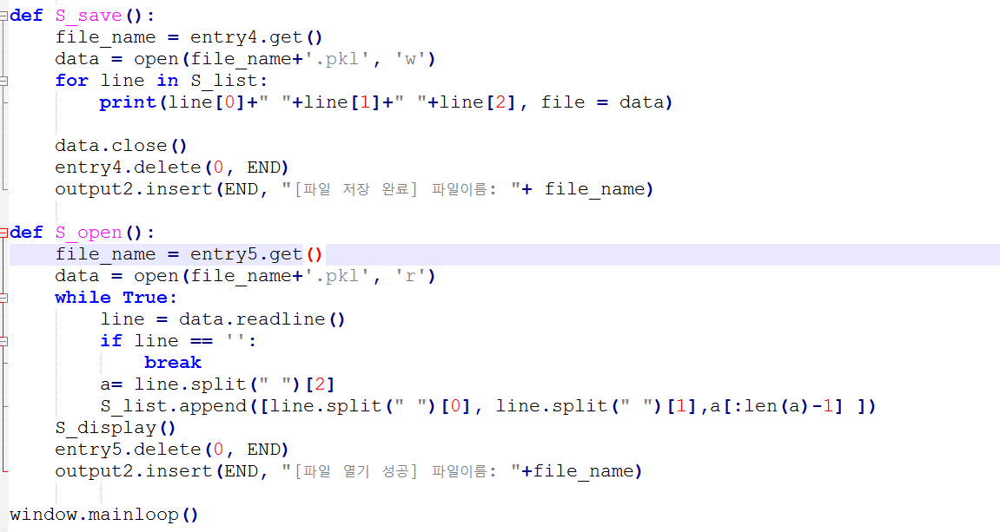 def S_save():
    file_name = entry4.get()
    data = open(file_name+'.pkl', 'w')
    for line in S_list:
        print(line[0]+" "+line[1]+" "+line[2], file = data)

    data.close()
    entry4.delete(0, END)
    output2.insert(END, "[파일 저장 완료] 파일이름: "+ file_name)

def S_open():
    file_name = entry5.get()
    data = open(file_name+'.pkl', 'r')
    while True:
        line = data.readline()
        if line == '':
            break
        a= line.split(" ")[2]
        S_list.append([line.split(" ")[0], line.split(" ")[1],a[:len(a)-1] ])
    S_display()
    entry5.delete(0, END)
    output2.insert(END, "[파일 열기 성공] 파일이름: "+file_name)

window.mainloop()